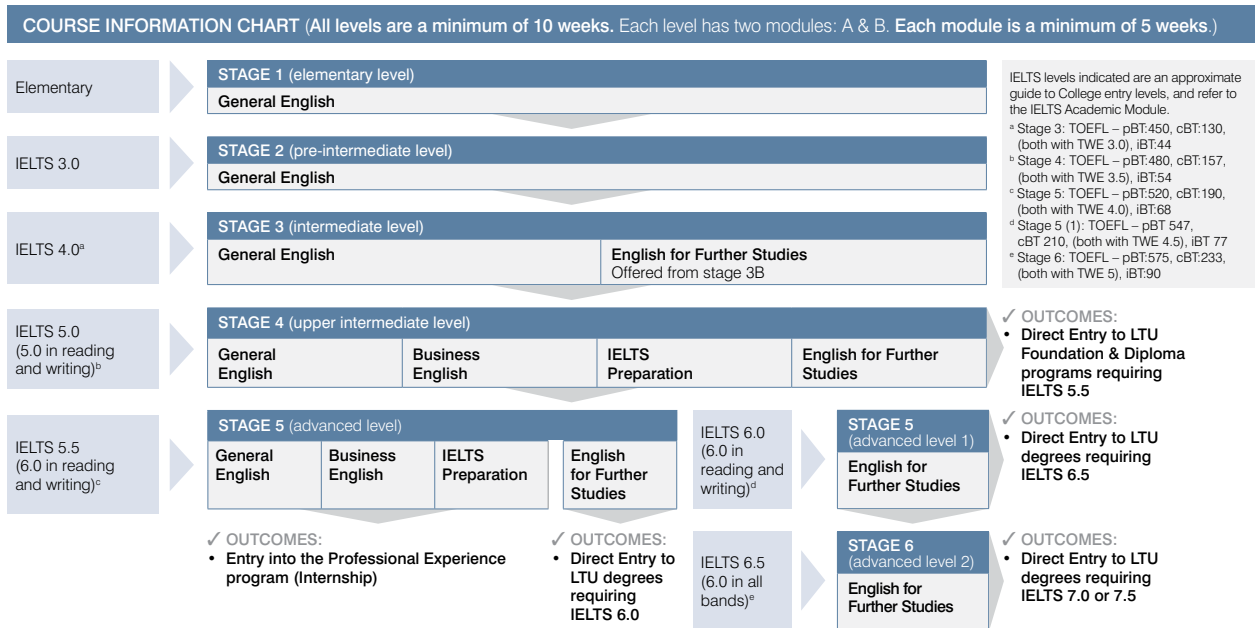 COURSE INFORMATION CHART (All levels are a minimum of 10 weeks. Each level has two modules: A & B. Each module is a minimum of 5 weeks.)
Elementary
STAGE 1 (elementary level)
General English
IELTS 3.0
STAGE 2 (pre-intermediate level)
General English
IELTS 4.0ᵃ
STAGE 3 (intermediate level)
General English
English for Further Studies
Offered from stage 3B
IELTS levels indicated are an approximate
guide to College entry levels, and refer to
the IELTS Academic Module.
ᵃ Stage 3: TOEFL – pBT:450, cBT:130,
(both with TWE 3.0), iBT:44
ᵇ Stage 4: TOEFL – pBT:480, cBT:157,
(both with TWE 3.5), iBT:54
ᶜ Stage 5: TOEFL – pBT:520, cBT:190,
(both with TWE 4.0), iBT:68
ᵈ Stage 5 (1): TOEFL – pBT 547,
cBT 210, (both with TWE 4.5), iBT 77
ᵉ Stage 6: TOEFL – pBT:575, cBT:233,
(both with TWE 5), iBT:90
IELTS 5.0
(5.0 in reading
and writing)ᵇ
STAGE 4 (upper intermediate level)
General
English
Business
English
IELTS
Preparation
English for Further
Studies
✓ OUTCOMES:
• Direct Entry to LTU
Foundation & Diploma
programs requiring
IELTS 5.5
IELTS 5.5
(6.0 in reading
and writing)ᶜ
STAGE 5 (advanced level)
General
English
Business
English
IELTS
Preparation
English
for Further
Studies
✓ OUTCOMES:
• Entry into the Professional Experience
program (Internship)
✓ OUTCOMES:
• Direct Entry to
LTU degrees
requiring
IELTS 6.0
IELTS 6.0
(6.0 in
reading and
writing)ᵈ
STAGE 5
(advanced level 1)
English for
Further Studies
✓ OUTCOMES:
• Direct Entry to LTU
degrees requiring
IELTS 6.5
IELTS 6.5
(6.0 in all
bands)ᵉ
STAGE 6
(advanced level 2)
English for
Further Studies
✓ OUTCOMES:
• Direct Entry to LTU
degrees requiring
IELTS 7.0 or 7.5